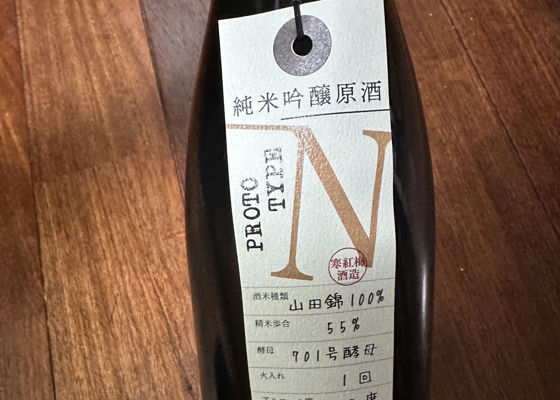 純米吟醸原酒
PROTO
TYPE
N
寒紅梅
酒造
酒米種類 山田錦100%
精米歩合 55%
酵母 701号酵母
火入れ 1回
度